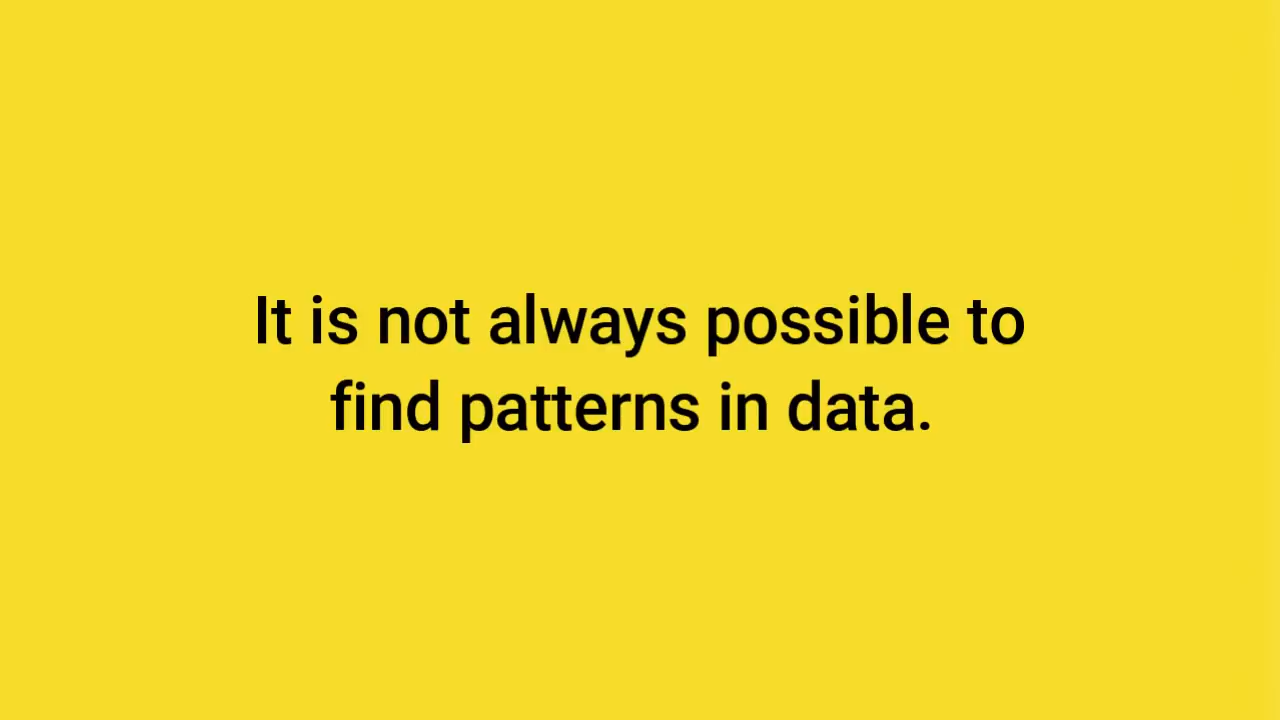 It is not always possible to
find patterns in data.